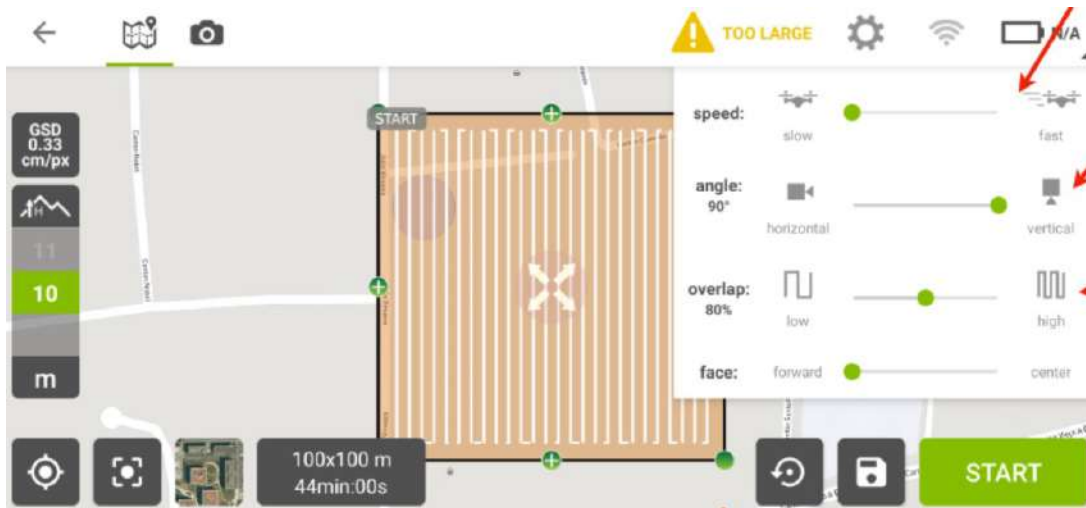 TOO LARGE
N/A
GSD
0.33
cm/px
H
11
10
m
START
speed:
slow
fast
angle:
90°
horizontal
vertical
overlap:
80%
low
high
face:
forward
center
100x100 m
44min:00s
START